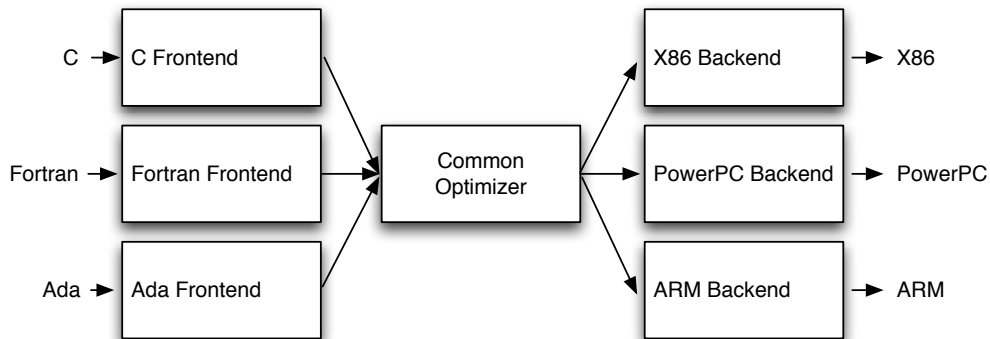 C
C Frontend
X86 Backend
X86
Fortran
Fortran Frontend
Common
Optimizer
PowerPC Backend
PowerPC
Ada
Ada Frontend
ARM Backend
ARM